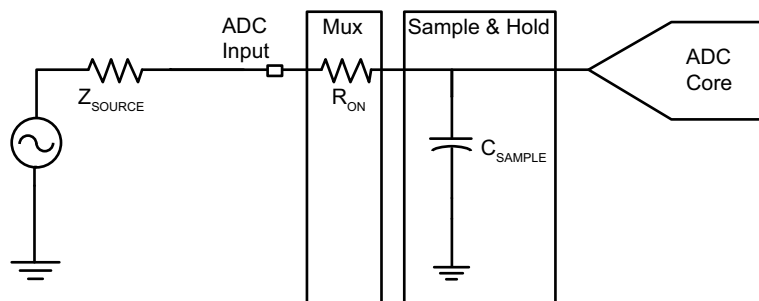 ADC
Input
Mux
Sample & Hold
ADC
Core
Z_SOURCE
R_ON
C_SAMPLE